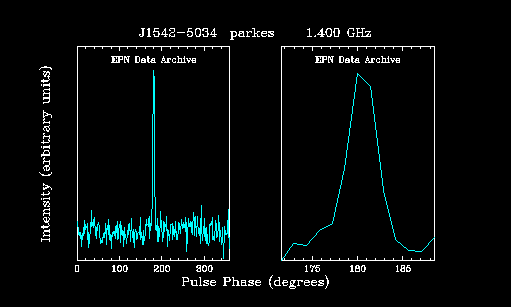 J1542-5034 parkes 1.400 GHz
EPN Data Archive EPN Data Archive
Intensity (arbitrary units)
0 100 200 300 175 180 185
Pulse Phase (degrees)